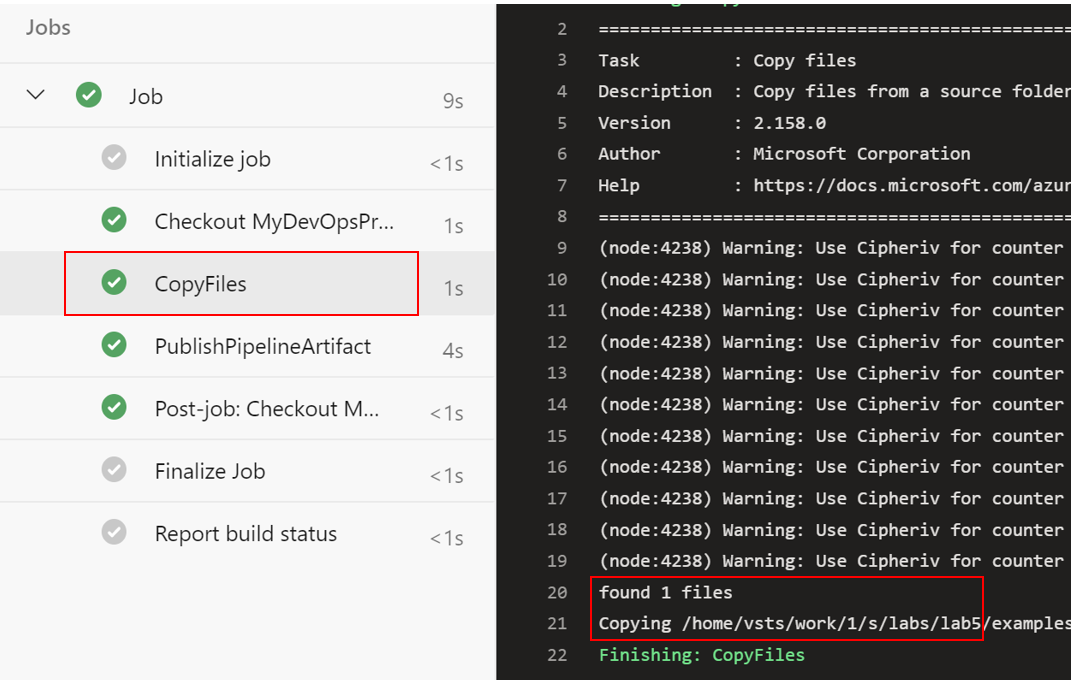 Jobs
Job
9s
Initialize job
<1s
Checkout MyDevOpsPr...
1s
CopyFiles
1s
PublishPipelineArtifact
4s
Post-job: Checkout M...
<1s
Finalize Job
<1s
Report build status
<1s
2 ==========================================
3 Task : Copy files
4 Description : Copy files from a source folder
5 Version : 2.158.0
6 Author : Microsoft Corporation
7 Help : https://docs.microsoft.com/azur
8 ==========================================
9 (node:4238) Warning: Use Cipheriv for counter
10 (node:4238) Warning: Use Cipheriv for counter
11 (node:4238) Warning: Use Cipheriv for counter
12 (node:4238) Warning: Use Cipheriv for counter
13 (node:4238) Warning: Use Cipheriv for counter
14 (node:4238) Warning: Use Cipheriv for counter
15 (node:4238) Warning: Use Cipheriv for counter
16 (node:4238) Warning: Use Cipheriv for counter
17 (node:4238) Warning: Use Cipheriv for counter
18 (node:4238) Warning: Use Cipheriv for counter
19 (node:4238) Warning: Use Cipheriv for counter
20 found 1 files
21 Copying /home/vsts/work/1/s/labs/lab5/examples
22 Finishing: CopyFiles